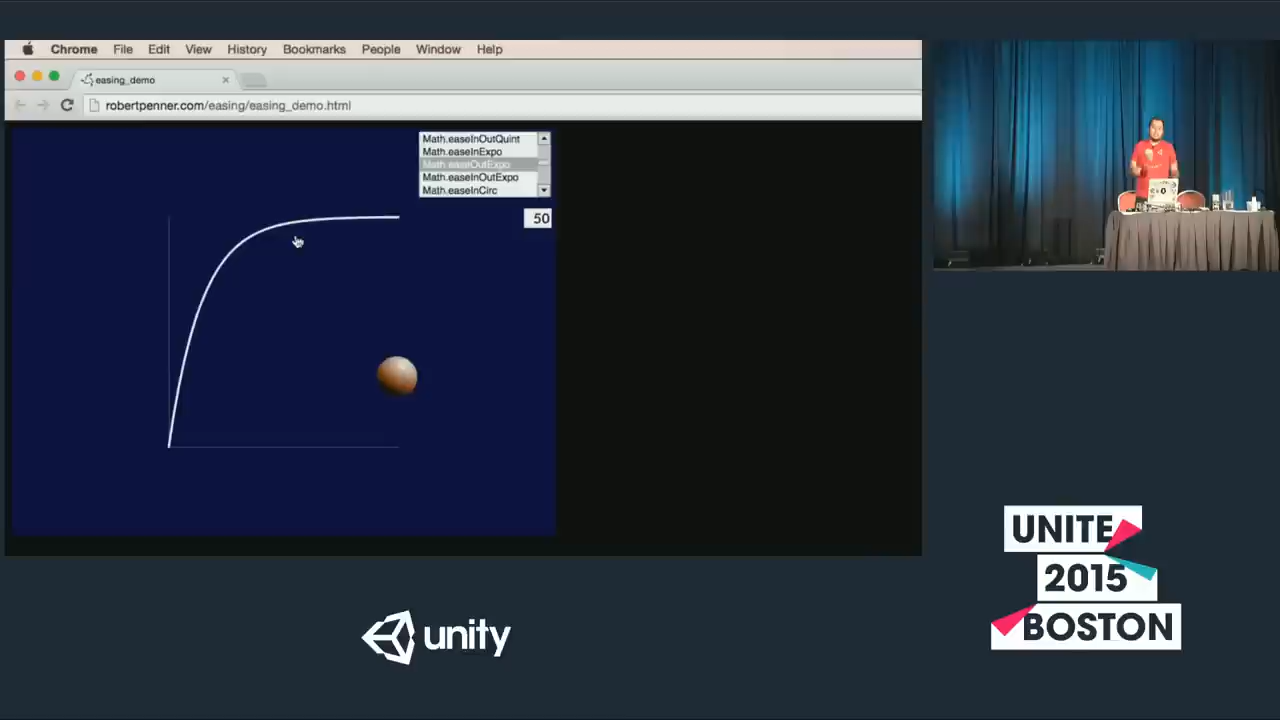 Chrome File Edit View History Bookmarks People Window Help
easing_demo
robertpenner.com/easing/easing_demo.html
Math.easeInOutQuint
Math.easeInExpo
Math.easeOutExpo
Math.easeInOutExpo
Math.easeInCirc
50
UNITE
2015
BOSTON
unity